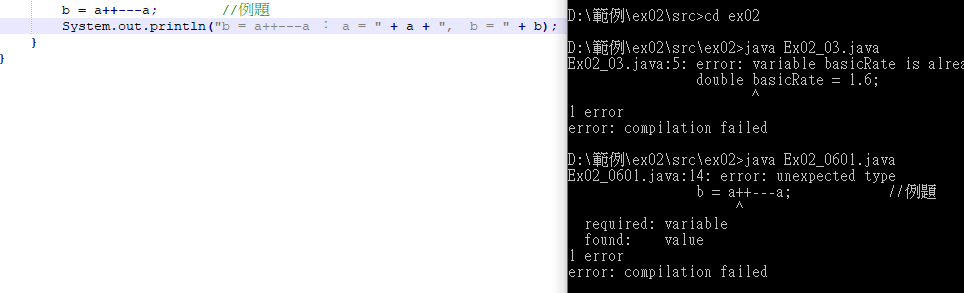 b = a++---a;        //例題
System.out.println("b = a++---a ： a = " + a + ",  b = " + b);
}
}
D:\範例\ex02\src>cd ex02
D:\範例\ex02\src\ex02>java Ex02_03.java
Ex02_03.java:5: error: variable basicRate is alrea
double basicRate = 1.6;
^
1 error
error: compilation failed
D:\範例\ex02\src\ex02>java Ex02_0601.java
Ex02_0601.java:14: error: unexpected type
b = a++---a;            //例題
^
required: variable
found:    value
1 error
error: compilation failed